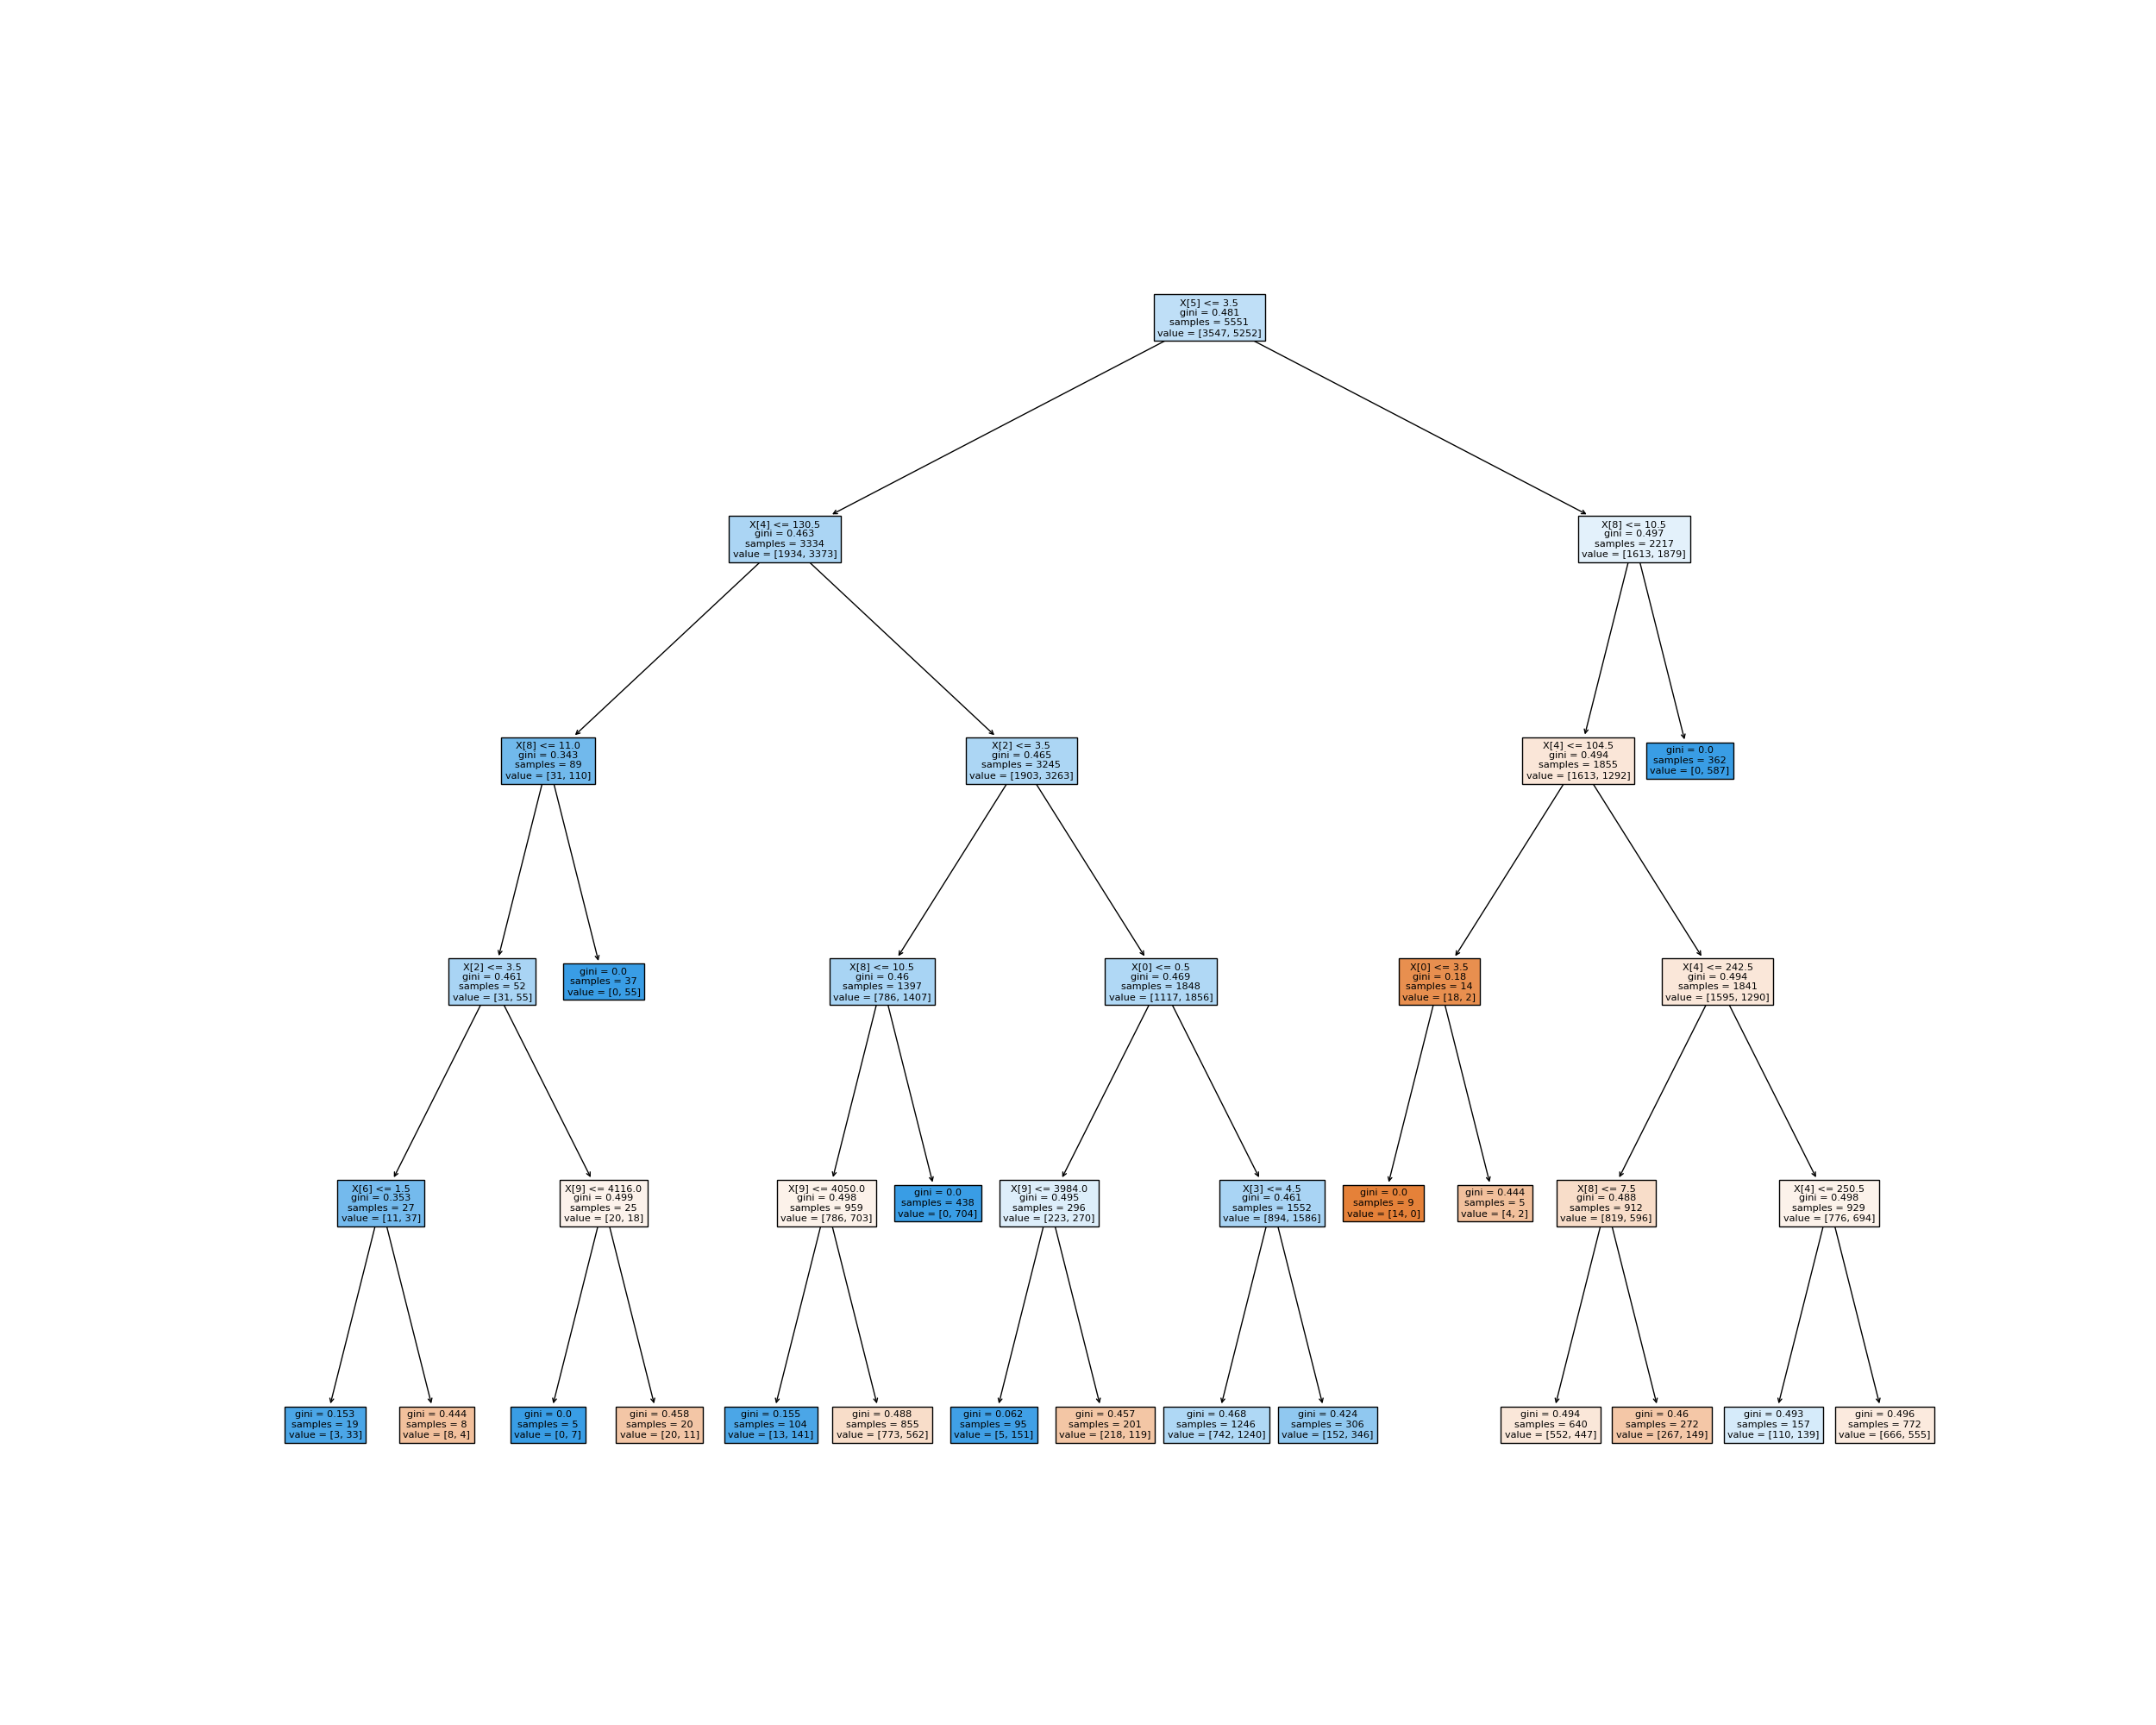 X[5] <= 3.5
gini = 0.481
samples = 5551
value = [3547, 5252]
X[4] <= 130.5
gini = 0.463
samples = 3334
value = [1934, 3373]
X[8] <= 10.5
gini = 0.497
samples = 2217
value = [1613, 1879]
X[8] <= 11.0
gini = 0.343
samples = 89
value = [31, 110]
X[2] <= 3.5
gini = 0.465
samples = 3245
value = [1903, 3263]
X[4] <= 104.5
gini = 0.494
samples = 1855
value = [1613, 1292]
gini = 0.0
samples = 362
value = [0, 587]
X[2] <= 3.5
gini = 0.461
samples = 52
value = [31, 55]
gini = 0.0
samples = 37
value = [0, 55]
X[8] <= 10.5
gini = 0.46
samples = 1397
value = [786, 1407]
X[0] <= 0.5
gini = 0.469
samples = 1848
value = [1117, 1856]
X[0] <= 3.5
gini = 0.18
samples = 14
value = [18, 2]
X[4] <= 242.5
gini = 0.494
samples = 1841
value = [1595, 1290]
X[6] <= 1.5
gini = 0.353
samples = 27
value = [11, 37]
X[9] <= 4116.0
gini = 0.499
samples = 25
value = [20, 18]
X[9] <= 4050.0
gini = 0.498
samples = 959
value = [786, 703]
gini = 0.0
samples = 438
value = [0, 704]
X[9] <= 3984.0
gini = 0.495
samples = 296
value = [223, 270]
X[3] <= 4.5
gini = 0.461
samples = 1552
value = [894, 1586]
gini = 0.0
samples = 9
value = [14, 0]
gini = 0.444
samples = 5
value = [4, 2]
X[8] <= 7.5
gini = 0.488
samples = 912
value = [819, 596]
X[4] <= 250.5
gini = 0.498
samples = 929
value = [776, 694]
gini = 0.153
samples = 19
value = [3, 33]
gini = 0.444
samples = 8
value = [8, 4]
gini = 0.0
samples = 5
value = [0, 7]
gini = 0.458
samples = 20
value = [20, 11]
gini = 0.155
samples = 104
value = [13, 141]
gini = 0.488
samples = 855
value = [773, 562]
gini = 0.062
samples = 95
value = [5, 151]
gini = 0.457
samples = 201
value = [218, 119]
gini = 0.468
samples = 1246
value = [742, 1240]
gini = 0.424
samples = 306
value = [152, 346]
gini = 0.494
samples = 640
value = [552, 447]
gini = 0.46
samples = 272
value = [267, 149]
gini = 0.493
samples = 157
value = [110, 139]
gini = 0.496
samples = 772
value = [666, 555]